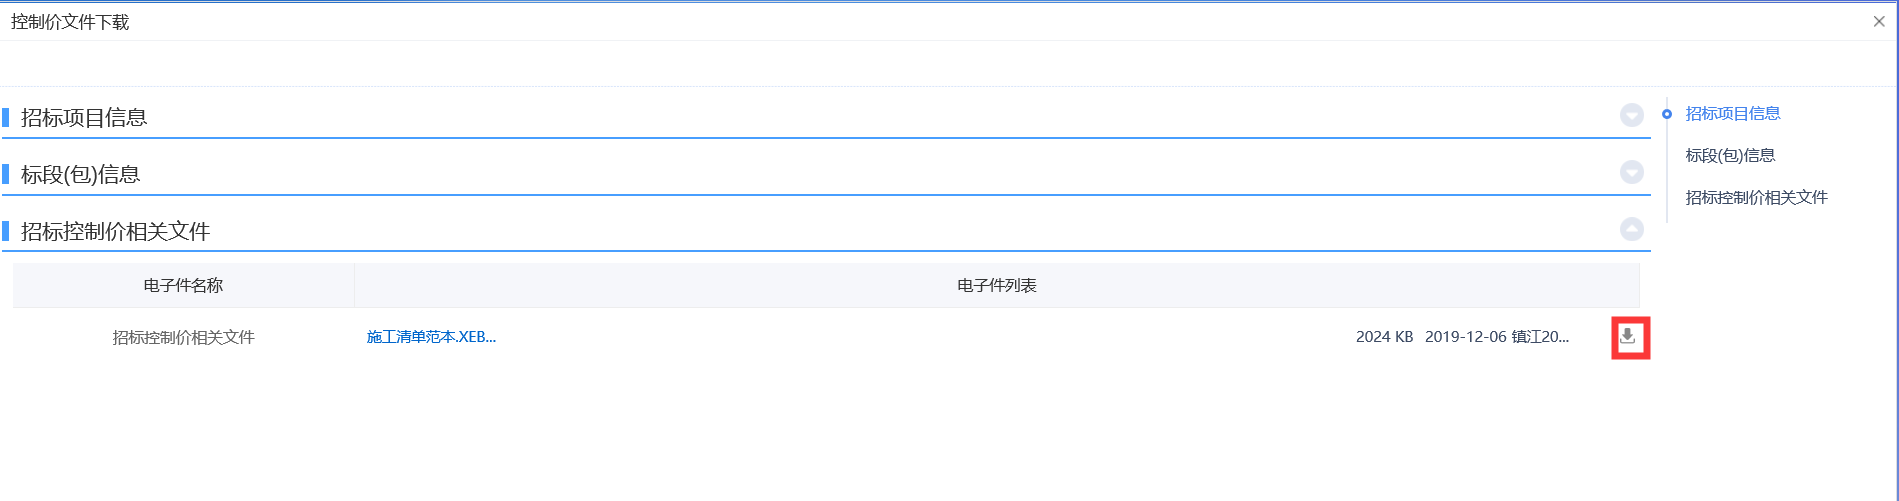 控制价文件下载
招标项目信息
标段(包)信息
招标控制价相关文件
电子件名称 电子件列表
招标控制价相关文件 施工清单范本.XEB... 2024 KB 2019-12-06 镇江20...
招标项目信息
标段(包)信息
招标控制价相关文件